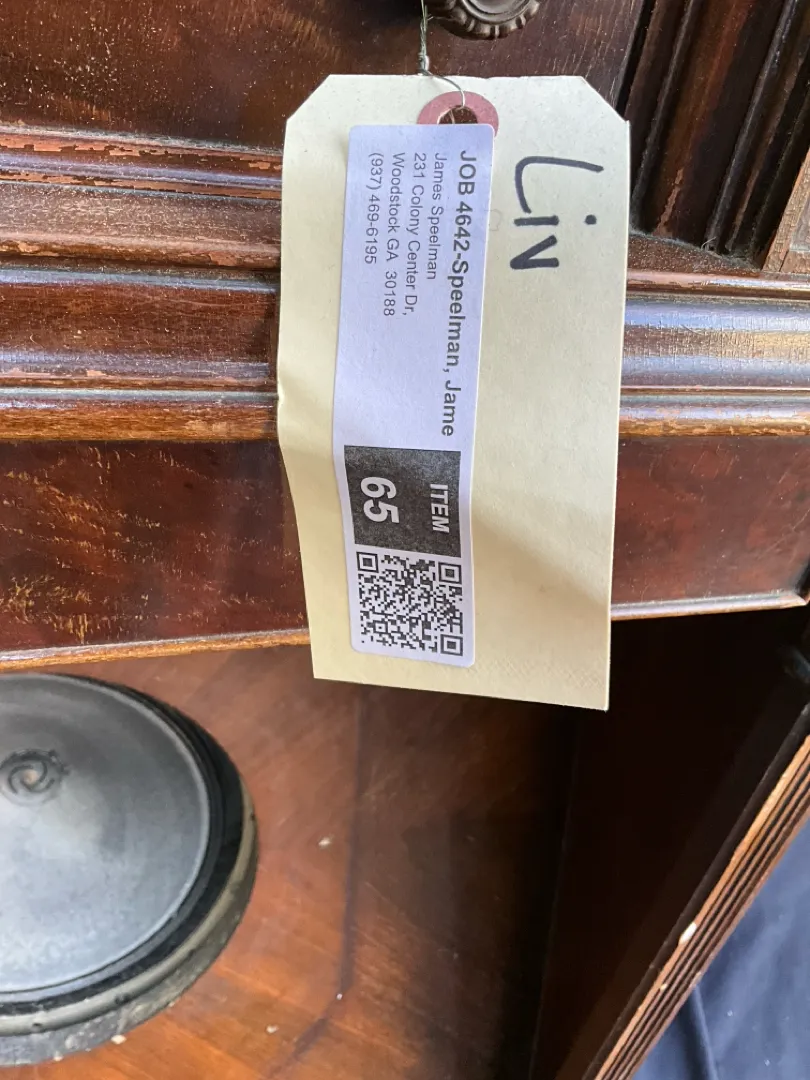 Liv
JOB 4642-Speelman, Jame
James Speelman
231 Colony Center Dr,
Woodstock GA 30188
(937) 469-6195
ITEM
65